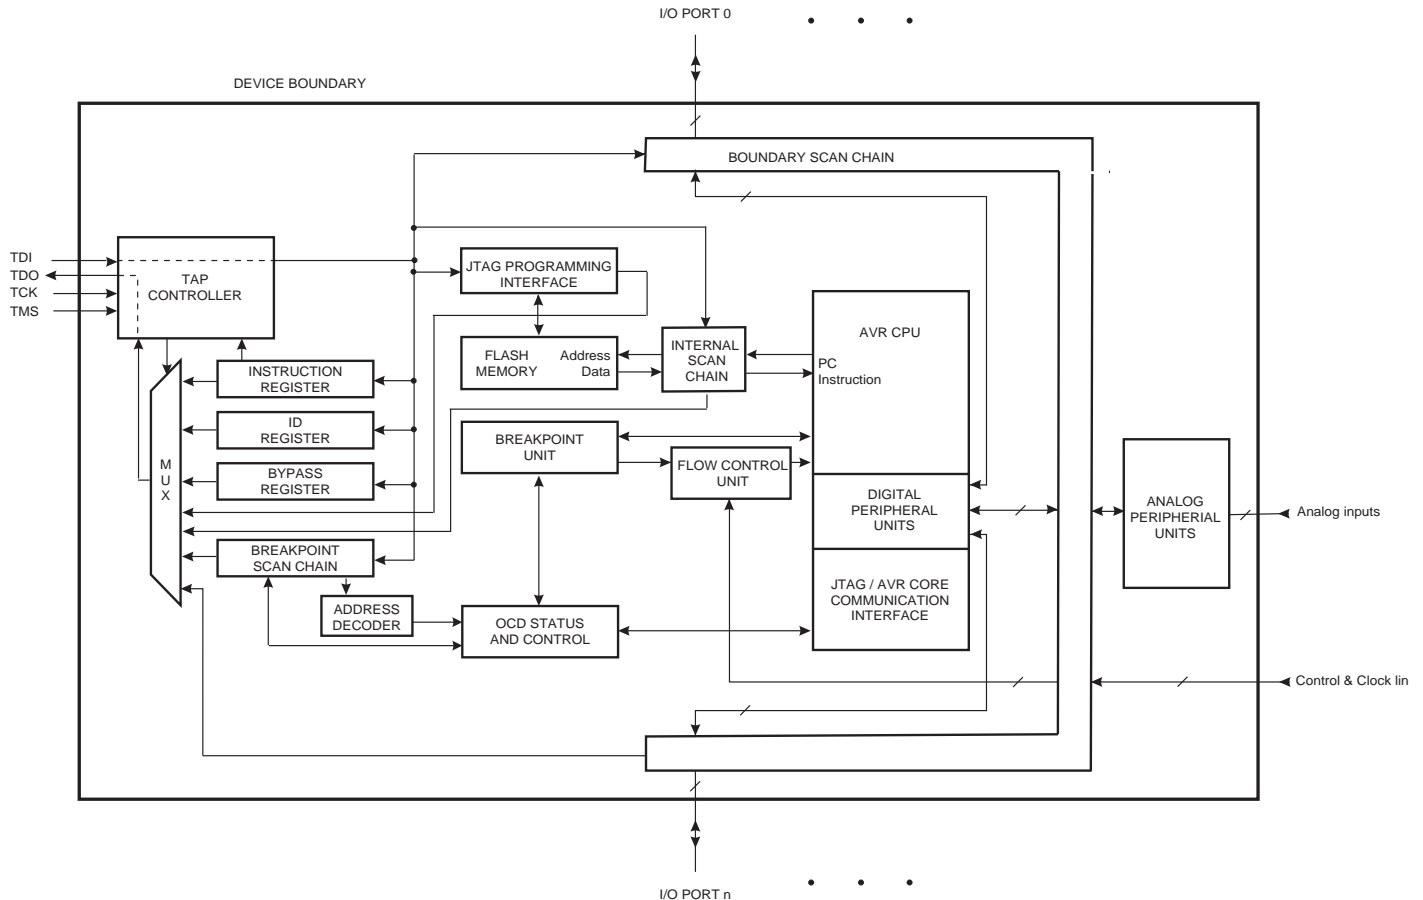 I/O PORT 0
DEVICE BOUNDARY
BOUNDARY SCAN CHAIN
TDI
TDO
TCK
TMS
TAP
CONTROLLER
JTAG PROGRAMMING
INTERFACE
AVR CPU
FLASH
MEMORY
Address
Data
INTERNAL
SCAN
CHAIN
PC
Instruction
INSTRUCTION
REGISTER
ID
REGISTER
BYPASS
REGISTER
M
U
X
BREAKPOINT
UNIT
FLOW CONTROL
UNIT
DIGITAL
PERIPHERAL
UNITS
ANALOG
PERIPHERIAL
UNITS
Analog inputs
BREAKPOINT
SCAN CHAIN
ADDRESS
DECODER
OCD STATUS
AND CONTROL
JTAG / AVR CORE
COMMUNICATION
INTERFACE
Control & Clock lin
I/O PORT n